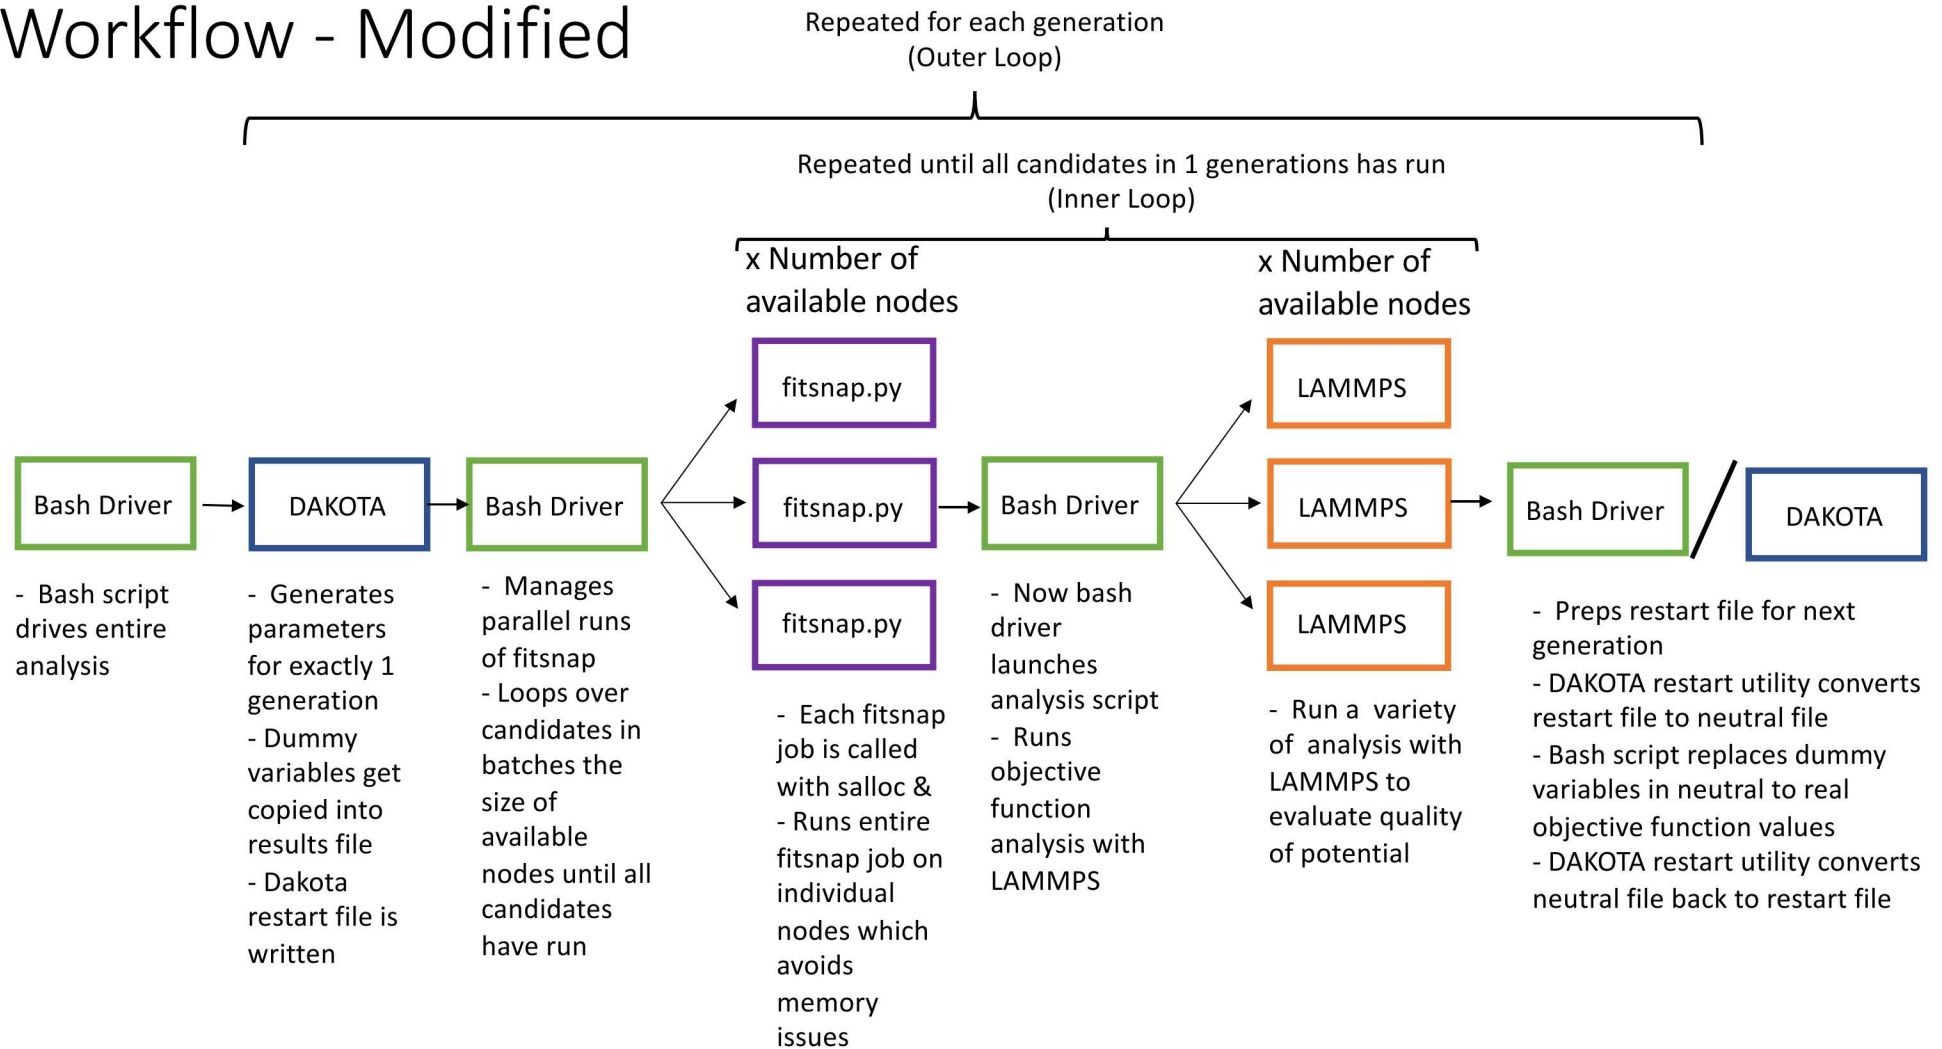 Workflow - Modified
Repeated for each generation
(Outer Loop)
Repeated until all candidates in 1 generations has run
(Inner Loop)
x Number of
available nodes
x Number of
available nodes
fitsnap.py
LAMMPS
Bash Driver
DAKOTA
Bash Driver
fitsnap.py
Bash Driver
LAMMPS
Bash Driver
/
DAKOTA
fitsnap.py
LAMMPS
- Bash script
drives entire
analysis
- Generates
parameters
for exactly 1
generation
- Dummy
variables get
copied into
results file
- Dakota
restart file is
written
- Manages
parallel runs
of fitsnap
- Loops over
candidates in
batches the
size of
available
nodes until all
candidates
have run
- Each fitsnap
job is called
with salloc &
- Runs entire
fitsnap job on
individual
nodes which
avoids
memory
issues
- Now bash
driver
launches
analysis script
- Runs
objective
function
analysis with
LAMMPS
- Run a variety
of analysis with
LAMMPS to
evaluate quality
of potential
- Preps restart file for next
generation
- DAKOTA restart utility converts
restart file to neutral file
- Bash script replaces dummy
variables in neutral to real
objective function values
- DAKOTA restart utility converts
neutral file back to restart file